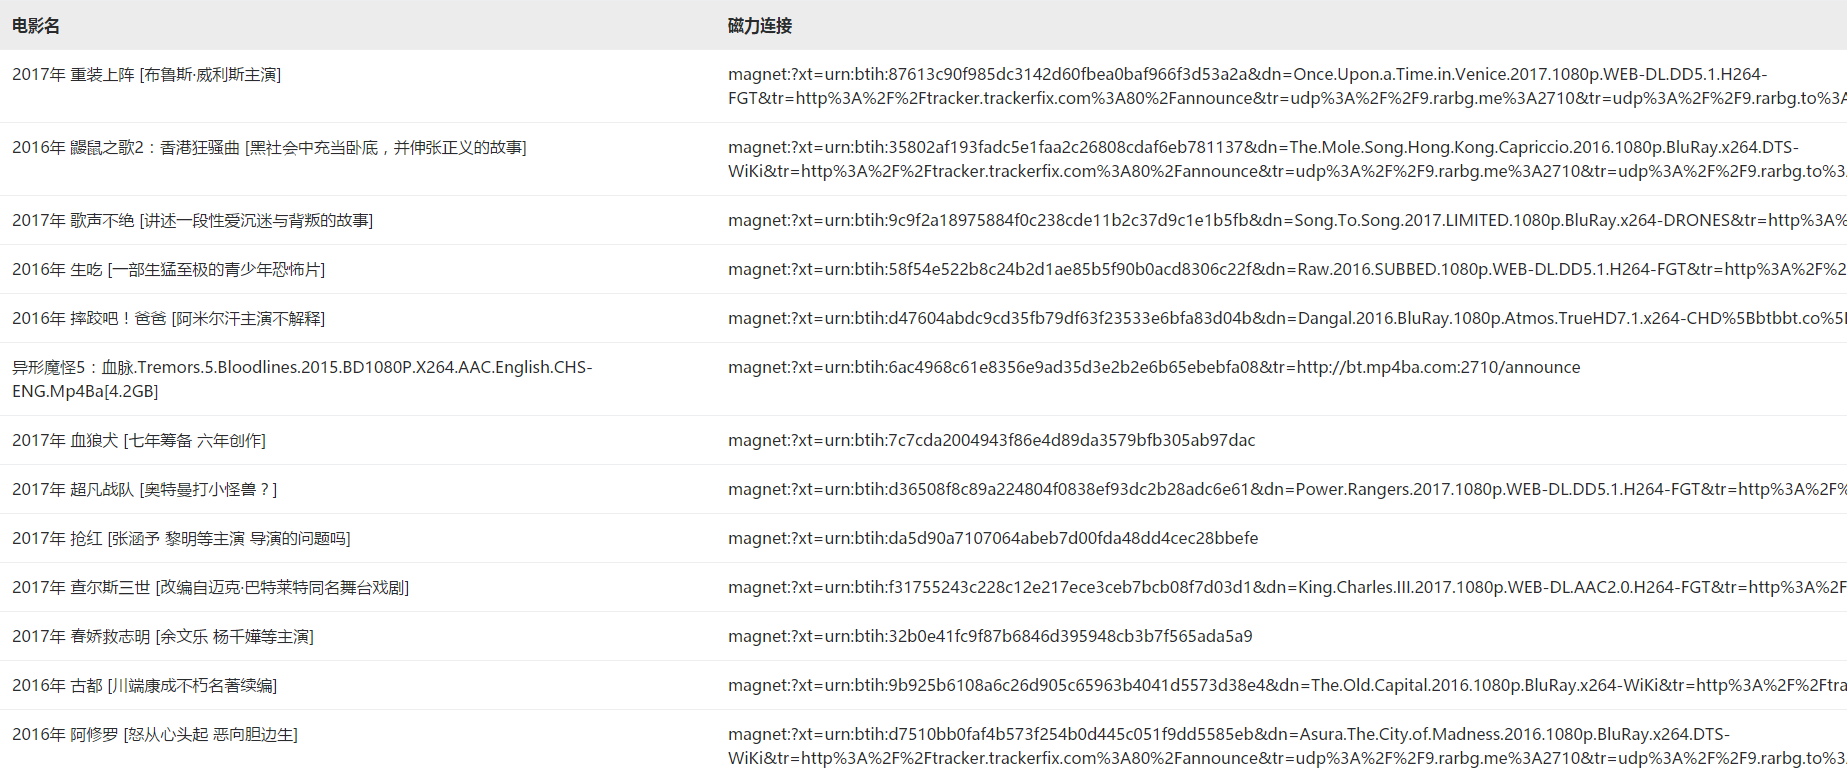 电影名
磁力连接
2017年 重装上阵 [布鲁斯·威利斯主演]
magnet:?xt=urn:btih:87613c90f985dc3142d60fbea0baf966f3d53a2a&dn=Once.Upon.a.Time.in.Venice.2017.1080p.WEB-DL.DD5.1.H264-
FGT&tr=http%3A%2F%2Ftracker.trackerfix.com%3A80%2Fannounce&tr=udp%3A%2F%2F9.rarbg.me%3A2710&tr=udp%3A%2F%2F9.rarbg.to%3
2016年 鼹鼠之歌2：香港狂骚曲 [黑社会中充当卧底，并伸张正义的故事]
magnet:?xt=urn:btih:35802af193fadc5e1faa2c26808cdaf6eb781137&dn=The.Mole.Song.Hong.Kong.Capriccio.2016.1080p.BluRay.x264.DTS-
WiKi&tr=http%3A%2F%2Ftracker.trackerfix.com%3A80%2Fannounce&tr=udp%3A%2F%2F9.rarbg.me%3A2710&tr=udp%3A%2F%2F9.rarbg.to%3
2017年 歌声不绝 [讲述一段性爱沉迷与背叛的故事]
magnet:?xt=urn:btih:9c9f2a18975884f0c238cde11b2c37d9c1e1b5fb&dn=Song.To.Song.2017.LIMITED.1080p.BluRay.x264-DRONES&tr=http%3A%
2016年 生吃 [一部生猛至极的青少年恐怖片]
magnet:?xt=urn:btih:58f54e522b8c24b2d1ae85b5f90b0acd8306c22f&dn=Raw.2016.SUBBED.1080p.WEB-DL.DD5.1.H264-FGT&tr=http%3A%2F%2
2016年 摔跤吧！爸爸 [阿米尔汗主演不解释]
magnet:?xt=urn:btih:d47604abdc9cd35fb79df63f23533e6bfa83d04b&dn=Dangal.2016.BluRay.1080p.Atmos.TrueHD7.1.x264-CHD%5Bbtbbt.co%5
异形魔怪5：血脉.Tremors.5.Bloodlines.2015.BD1080P.X264.AAC.English.CHS-
ENG.Mp4Ba[4.2GB]
magnet:?xt=urn:btih:6ac4968c61e8356e9ad35d3e2b2e6b65ebebfa08&tr=http://bt.mp4ba.com:2710/announce
2017年 血狼犬 [七年筹备 六年创作]
magnet:?xt=urn:btih:7c7cda2004943f86e4d89da3579bfb305ab97dac
2017年 超凡战队 [奥特曼打小怪兽？]
magnet:?xt=urn:btih:d36508f8c89a224804f0838ef93dc2b28adc6e61&dn=Power.Rangers.2017.1080p.WEB-DL.DD5.1.H264-FGT&tr=http%3A%2F%
2017年 抢红 [张涵予 黎明等主演 导演的问题吗]
magnet:?xt=urn:btih:da5d90a7107064abeb7d00fda48dd4cec28bbefe
2017年 查尔斯三世 [改编自迈克·巴特莱特同名舞台戏剧]
magnet:?xt=urn:btih:f31755243c228c12e217ece3ceb7bcb08f7d03d1&dn=King.Charles.III.2017.1080p.WEB-DL.AAC2.0.H264-FGT&tr=http%3A%2F
2017年 春娇救志明 [余文乐 杨千嬅等主演]
magnet:?xt=urn:btih:32b0e41fc9f87b6846d395948cb3b7f565ada5a9
2016年 古都 [川端康成不朽名著续编]
magnet:?xt=urn:btih:9b925b6108a6c26d905c65963b4041d5573d38e4&dn=The.Old.Capital.2016.1080p.BluRay.x264-WiKi&tr=http%3A%2F%2Ftra
2016年 阿修罗 [怒从心头起 恶向胆边生]
magnet:?xt=urn:btih:d7510bb0faf4b573f254b0d445c051f9dd5585eb&dn=Asura.The.City.of.Madness.2016.1080p.BluRay.x264.DTS-
WiKi&tr=http%3A%2F%2Ftracker.trackerfix.com%3A80%2Fannounce&tr=udp%3A%2F%2F9.rarbg.me%3A2710&tr=udp%3A%2F%2F9.rarbg.to%3